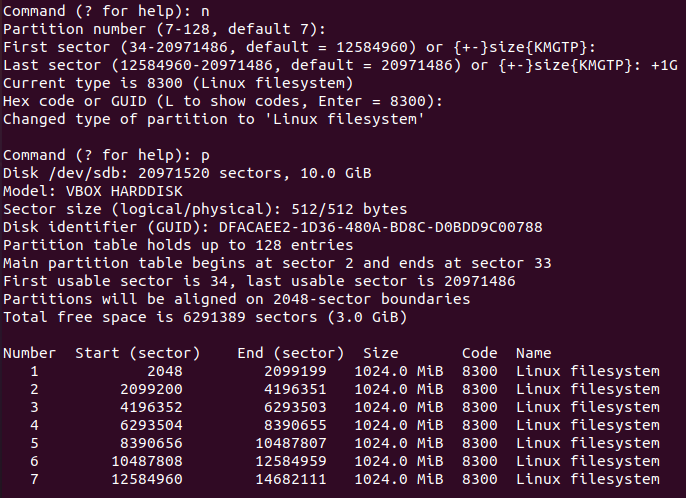 Command (? for help): n
Partition number (7-128, default 7):
First sector (34-20971486, default = 12584960) or {+-}size{KMGTP}:
Last sector (12584960-20971486, default = 20971486) or {+-}size{KMGTP}: +1G
Current type is 8300 (Linux filesystem)
Hex code or GUID (L to show codes, Enter = 8300):
Changed type of partition to 'Linux filesystem'
Command (? for help): p
Disk /dev/sdb: 20971520 sectors, 10.0 GiB
Model: VBOX HARDDISK
Sector size (logical/physical): 512/512 bytes
Disk identifier (GUID): DFACAEE2-1D36-480A-BD8C-D0BDD9C00788
Partition table holds up to 128 entries
Main partition table begins at sector 2 and ends at sector 33
First usable sector is 34, last usable sector is 20971486
Partitions will be aligned on 2048-sector boundaries
Total free space is 6291389 sectors (3.0 GiB)
Number  Start (sector)    End (sector)  Size       Code  Name
   1            2048         2099199   1024.0 MiB  8300  Linux filesystem
   2         2099200         4196351   1024.0 MiB  8300  Linux filesystem
   3         4196352         6293503   1024.0 MiB  8300  Linux filesystem
   4         6293504         8390655   1024.0 MiB  8300  Linux filesystem
   5         8390656        10487807   1024.0 MiB  8300  Linux filesystem
   6        10487808        12584959   1024.0 MiB  8300  Linux filesystem
   7        12584960        14682111   1024.0 MiB  8300  Linux filesystem